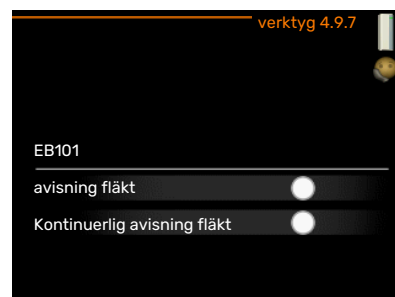 verktyg 4.9.7
EB101
avisning fläkt
Kontinuerlig avisning fläkt